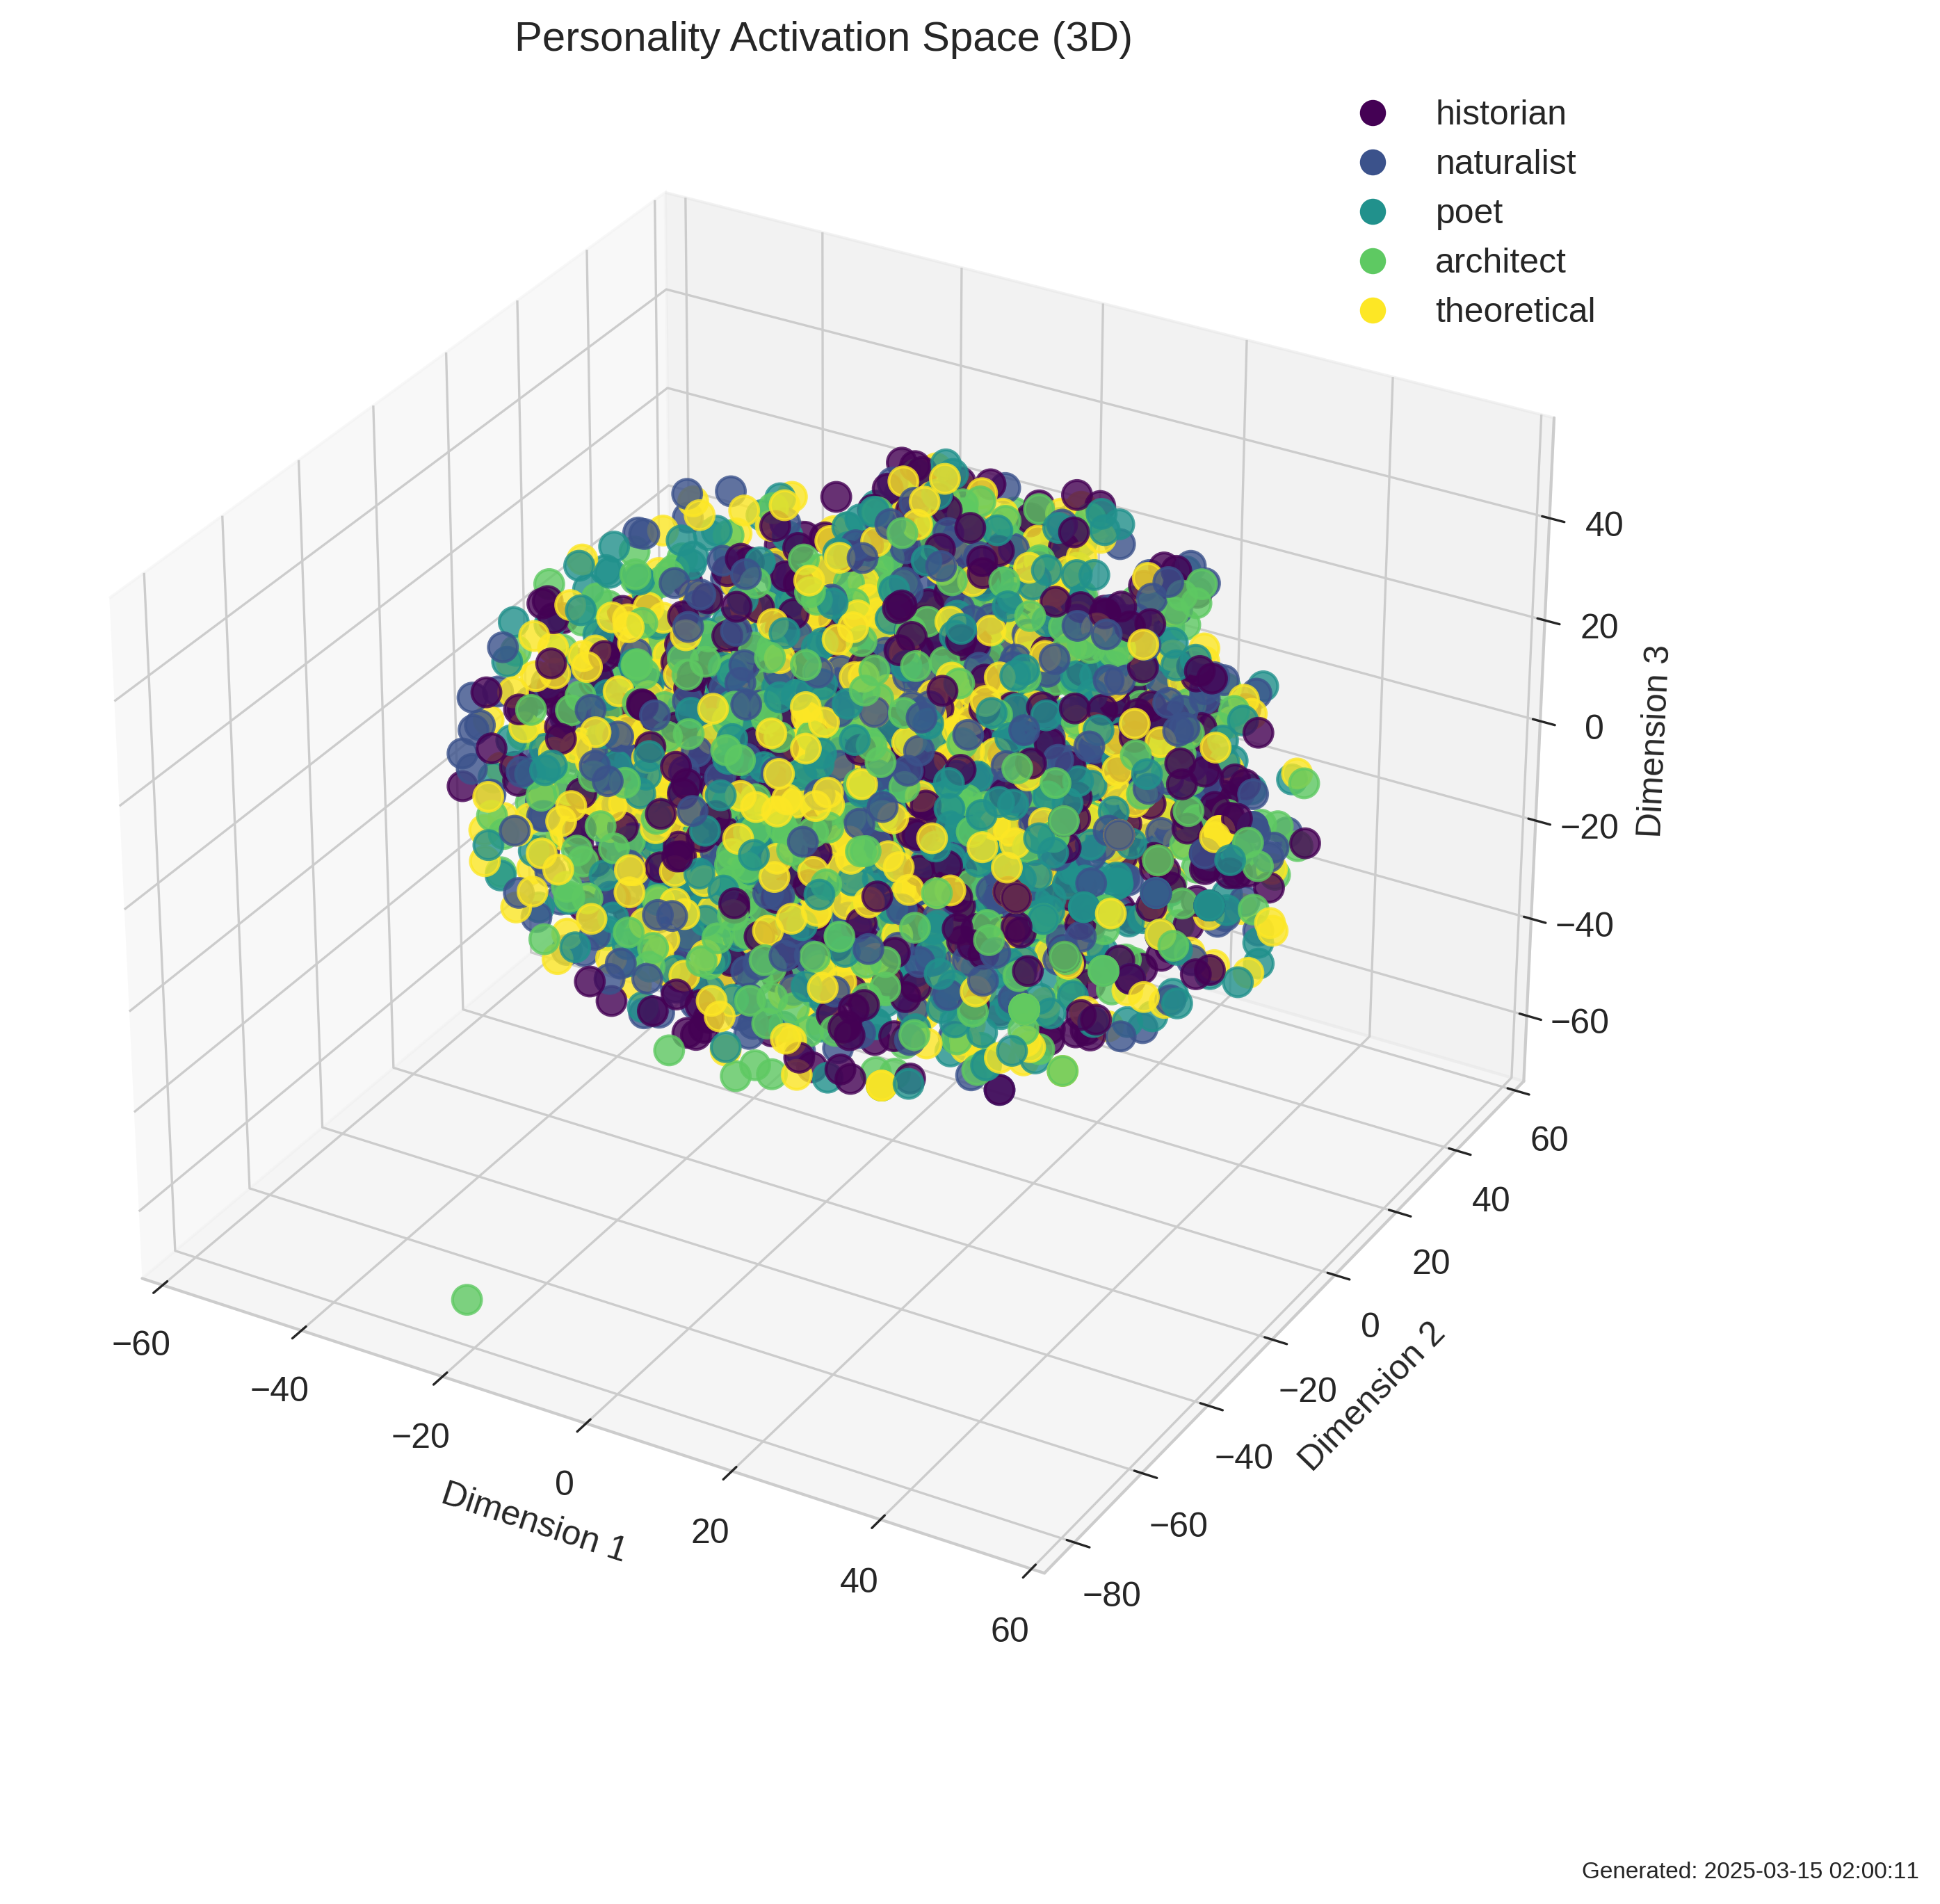 Personality Activation Space (3D)
historian
naturalist
poet
architect
theoretical
40
20
0
−20
−40
−60
Dimension 3
60
40
20
0
−20
−40
−60
−80
Dimension 2
−60
−40
−20
0
20
40
60
Dimension 1
Generated: 2025-03-15 02:00:11